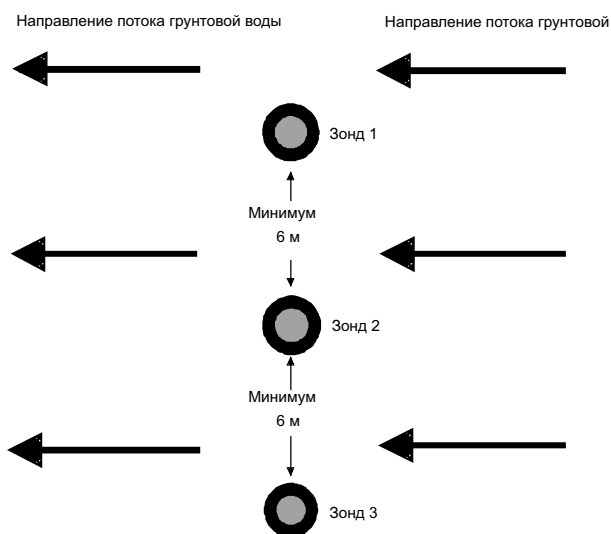 Направление потока грунтовой воды
Направление потока грунтовой
Зонд 1
Минимум
6 м
Зонд 2
Минимум
6 м
Зонд 3